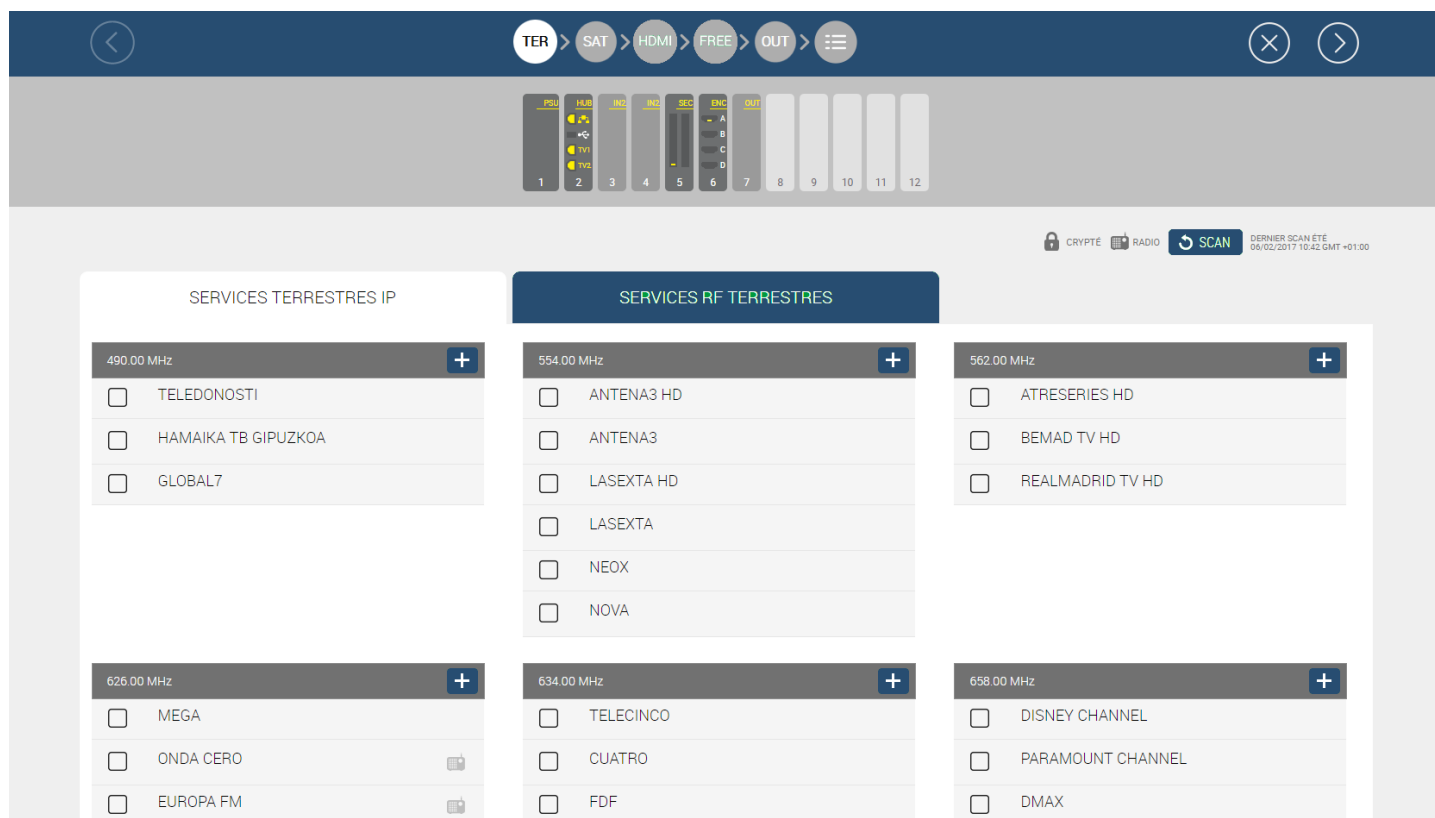 TER > SAT > HDMI > FREE > OUT >
PSU HUB IN2 IN2 SEC ENC OUT
A
B
TV1 C
TV2 D
1 2 3 4 5 6 7 8 9 10 11 12
CRYPTÉ RADIO SCAN DERNIER SCAN ÉTÉ
06/02/2017 10:42 GMT +01:00
SERVICES TERRESTRES IP SERVICES RF TERRESTRES
490.00 MHz +
TELEDONOSTI
HAMAIKA TB GIPUZKOA
GLOBAL7
554.00 MHz +
ANTENA3 HD
ANTENA3
LASEXTA HD
LASEXTA
NEOX
NOVA
562.00 MHz +
ATRESERIES HD
BEMAD TV HD
REALMADRID TV HD
626.00 MHz +
MEGA
ONDA CERO
EUROPA FM
634.00 MHz +
TELECINCO
CUATRO
FDF
658.00 MHz +
DISNEY CHANNEL
PARAMOUNT CHANNEL
DMAX